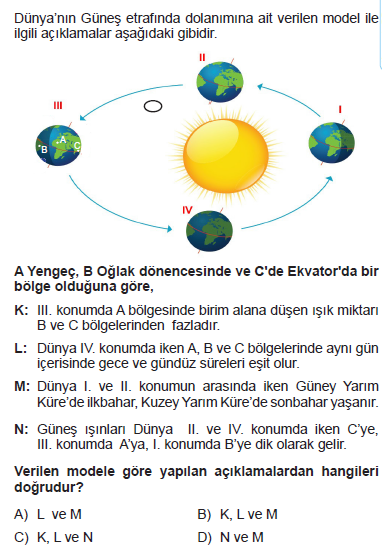 Dünya'nın Güneş etrafında dolanımına ait verilen model ile
ilgili açıklamalar aşağıdaki gibidir.
II
III
I
A
B
C
IV
A Yengeç, B Oğlak dönencesinde ve C'de Ekvator'da bir
bölge olduğuna göre,
K: III. konumda A bölgesinde birim alana düşen ışık miktarı
B ve C bölgelerinden fazladır.
L: Dünya IV. konumda iken A, B ve C bölgelerinde aynı gün
içerisinde gece ve gündüz süreleri eşit olur.
M: Dünya I. ve II. konumun arasında iken Güney Yarım
Küre'de ilkbahar, Kuzey Yarım Küre'de sonbahar yaşanır.
N: Güneş ışınları Dünya II. ve IV. konumda iken C'ye,
III. konumda A'ya, I. konumda B'ye dik olarak gelir.
Verilen modele göre yapılan açıklamalardan hangileri
doğrudur?
A) L ve M
B) K, L ve M
C) K, L ve N
D) N ve M